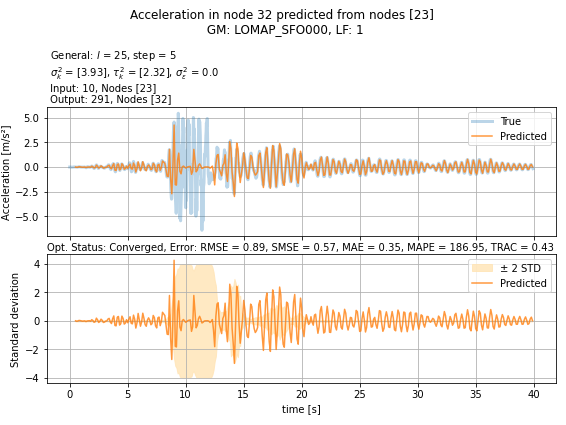 Acceleration in node 32 predicted from nodes [23]
GM: LOMAP_SFO000, LF: 1
General: l = 25, step = 5
σ²ₖ = [3.93], τ²ₖ = [2.32], σ²ε = 0.0
Input: 10, Nodes [23]
Output: 291, Nodes [32]
Acceleration [m/s²]
5.0
2.5
0.0
−2.5
−5.0
True
Predicted
Opt. Status: Converged, Error: RMSE = 0.89, SMSE = 0.57, MAE = 0.35, MAPE = 186.95, TRAC = 0.43
Standard deviation
4
2
0
−2
−4
± 2 STD
Predicted
0 5 10 15 20 25 30 35 40
time [s]